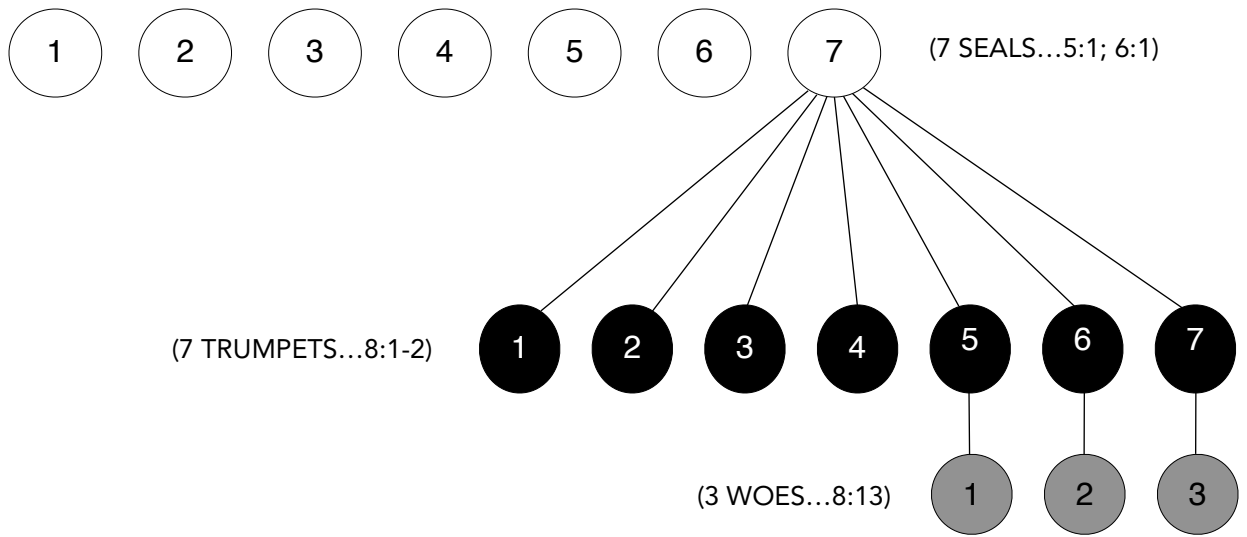 1 2 3 4 5 6 7 (7 SEALS…5:1; 6:1)
(7 TRUMPETS…8:1-2) 1 2 3 4 5 6 7
(3 WOES…8:13) 1 2 3